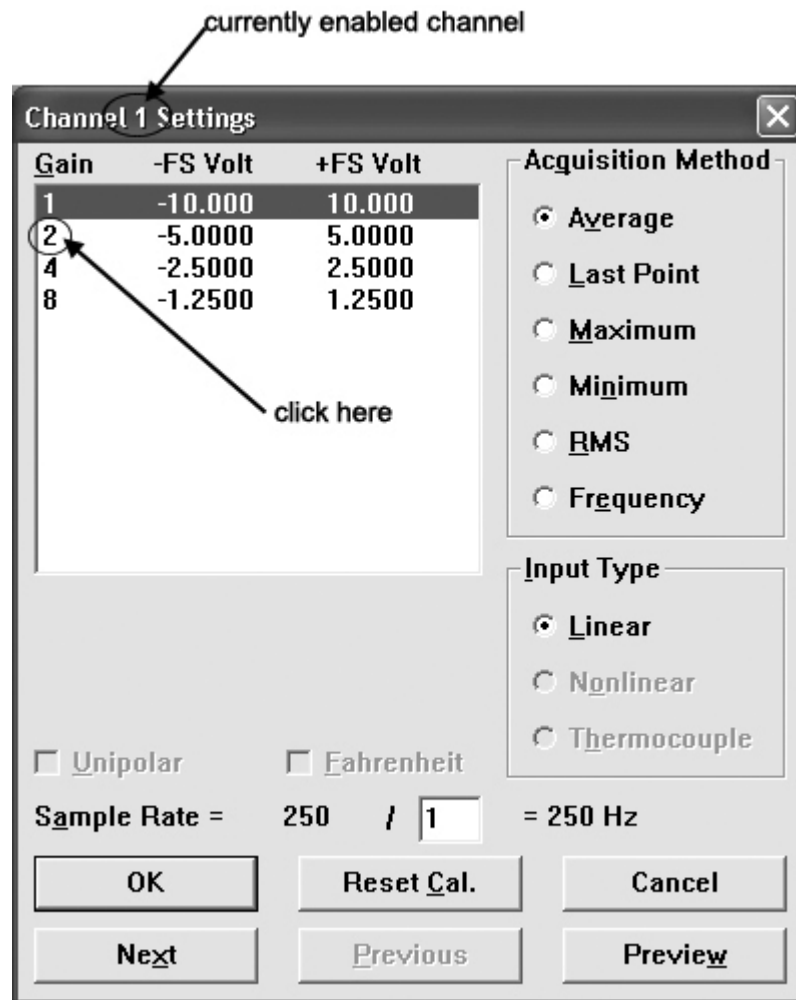 currently enabled channel
Channel 1 Settings
Gain -FS Volt +FS Volt
1 -10.000 10.000
2 -5.0000 5.0000
4 -2.5000 2.5000
8 -1.2500 1.2500
click here
Acquisition Method
Average
Last Point
Maximum
Minimum
RMS
Frequency
Input Type
Linear
Nonlinear
Thermocouple
Unipolar Fahrenheit
Sample Rate = 250 / 1 = 250 Hz
OK Reset Cal. Cancel
Next Previous Preview